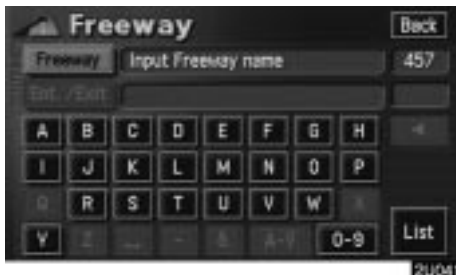 Freeway Back
Freeway Input Freeway name 457
Ent. /Exit
A B C D E F G H
I J K L M N O P
Q R S T U V W X
Y Z - & A-Y 0-9 List
2U04